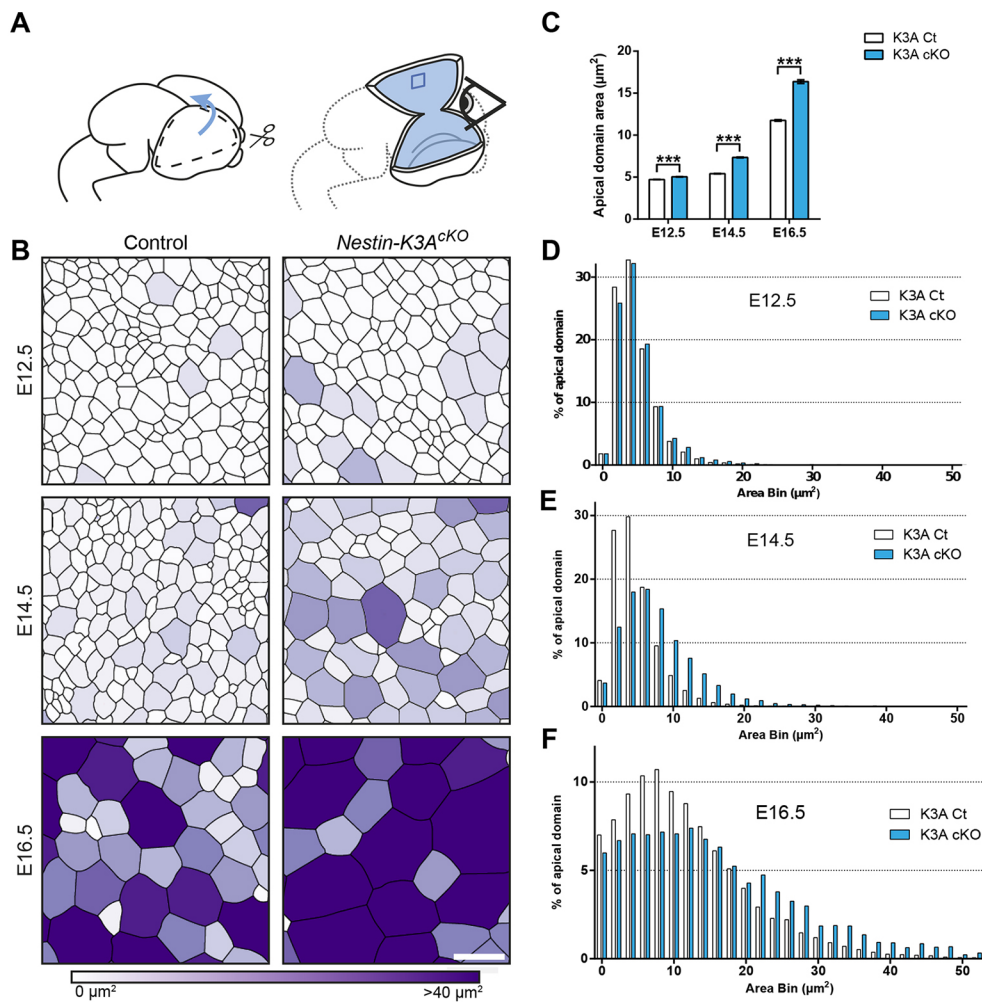 A
B
Control
Nestin-K3AcKO
E12.5
E14.5
E16.5
0 µm²
>40 µm²
C
K3A Ct
K3A cKO
Apical domain area (µm²)
20
15
10
5
0
***
***
***
E12.5
E14.5
E16.5
D
E12.5
K3A Ct
K3A cKO
% of apical domain
30
20
10
0
0
10
20
30
40
50
Area Bin (µm²)
E
E14.5
K3A Ct
K3A cKO
% of apical domain
30
20
10
0
0
10
20
30
40
50
Area Bin (µm²)
F
E16.5
K3A Ct
K3A cKO
% of apical domain
10
5
0
0
10
20
30
40
50
Area Bin (µm²)